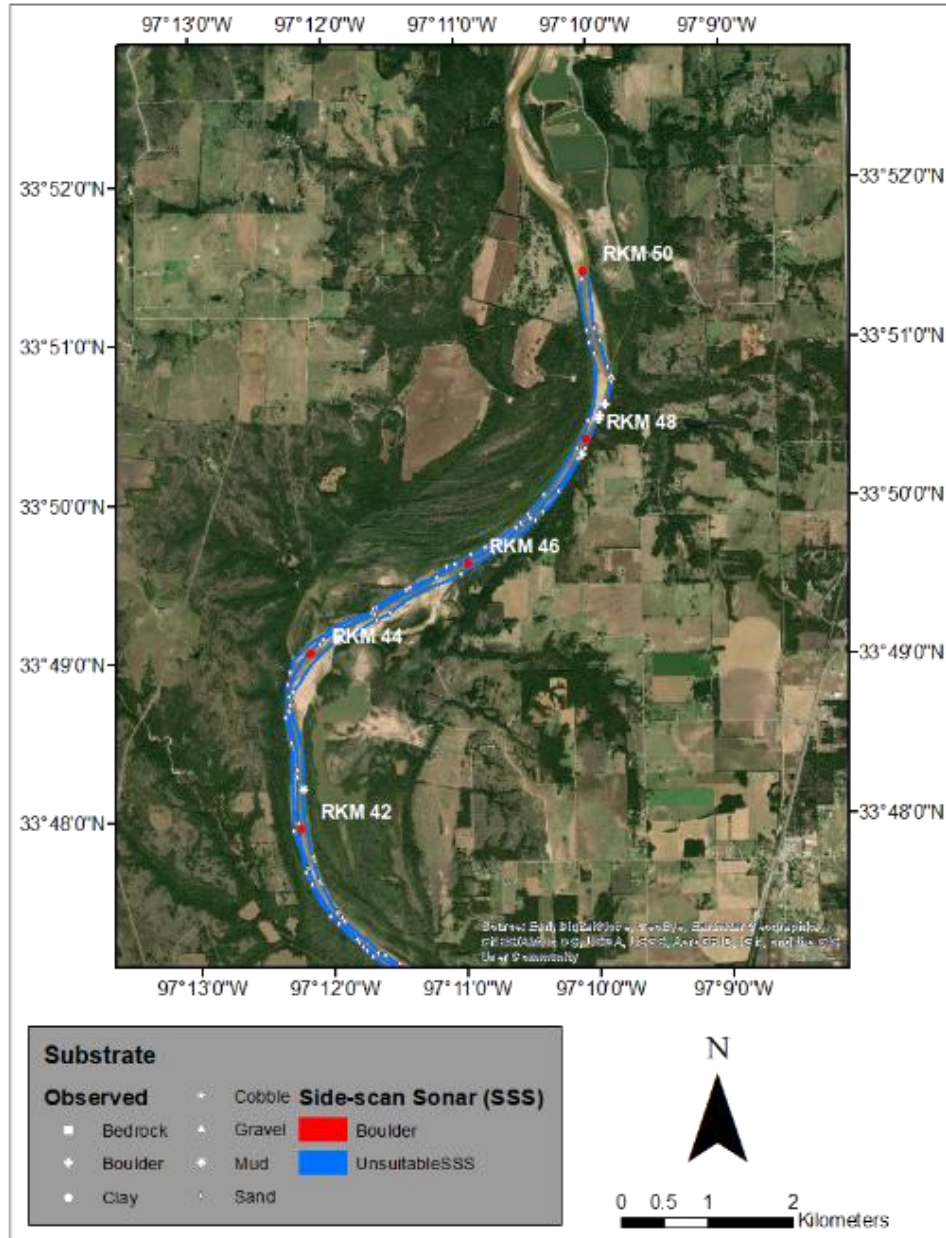 97°13'0"W 97°12'0"W 97°11'0"W 97°10'0"W 97°9'0"W
33°52'0"N 33°52'0"N
RKM 50
33°51'0"N 33°51'0"N
RKM 48
33°50'0"N 33°50'0"N
RKM 46
RKM 44
33°49'0"N 33°49'0"N
RKM 42
33°48'0"N 33°48'0"N
User Community
97°13'0"W 97°12'0"W 97°11'0"W 97°10'0"W 97°9'0"W
Substrate
Observed Cobble Side-scan Sonar (SSS)
Bedrock Gravel Boulder
Boulder Mud UnsuitableSSS
Clay Sand
N
0 0.5 1 2
Kilometers